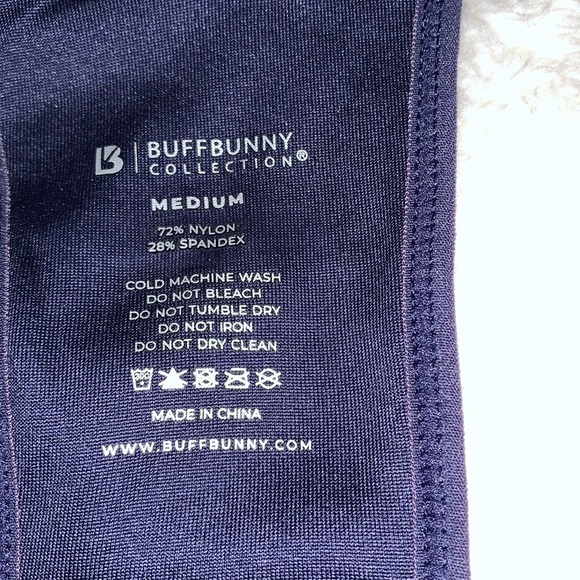 B | BUFFBUNNY
COLLECTION®
MEDIUM
72% NYLON
28% SPANDEX
COLD MACHINE WASH
DO NOT BLEACH
DO NOT TUMBLE DRY
DO NOT IRON
DO NOT DRY CLEAN
MADE IN CHINA
WWW.BUFFBUNNY.COM